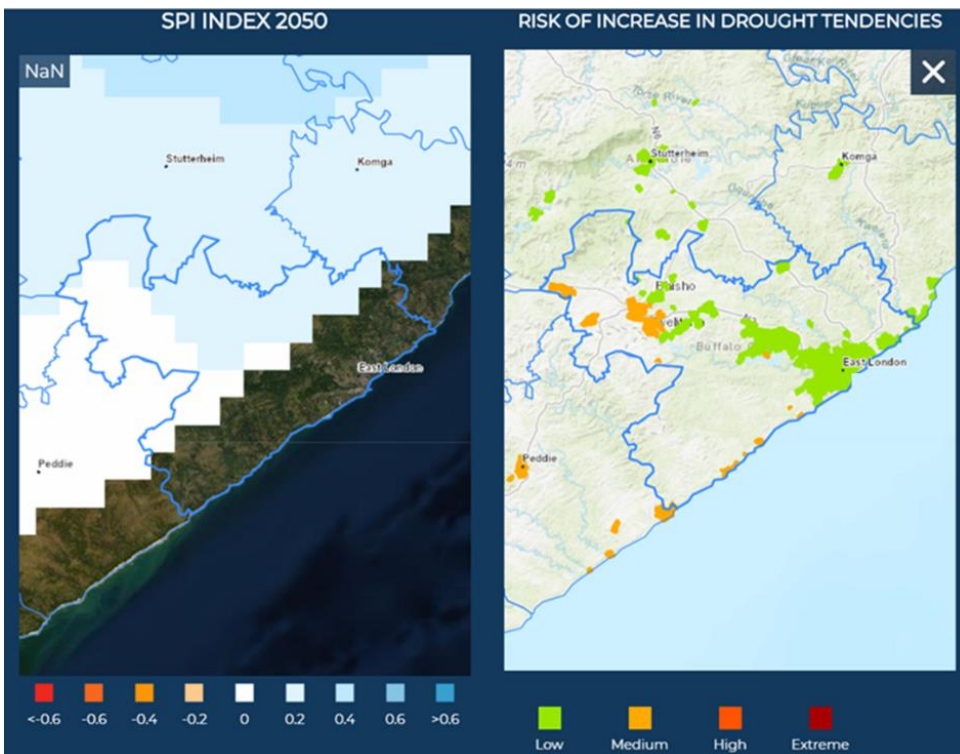 SPI INDEX 2050
NaN
Stutterheim
Komga
East London
Peddie
<-0.6 -0.6 -0.4 -0.2 0 0.2 0.4 0.6 >0.6
RISK OF INCREASE IN DROUGHT TENDENCIES
N6
Stutterheim
Komga
Buffalo
East London
Peddie
Low Medium High Extreme